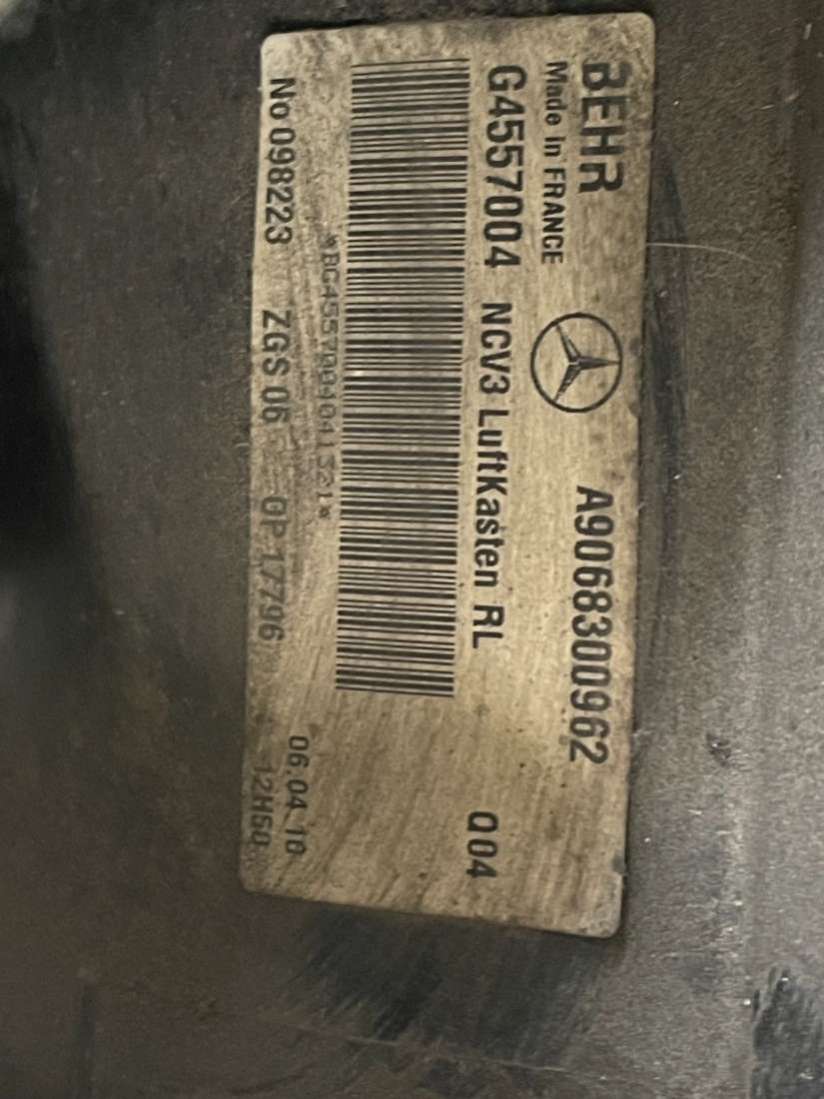 BEHR
Made In FRANCE
A9068300962
G4557004 NCV3 LuftKasten RL Q04
*BG45570040041321*
No 098223 ZGS 06 OP 17796
06.04.10
12H50